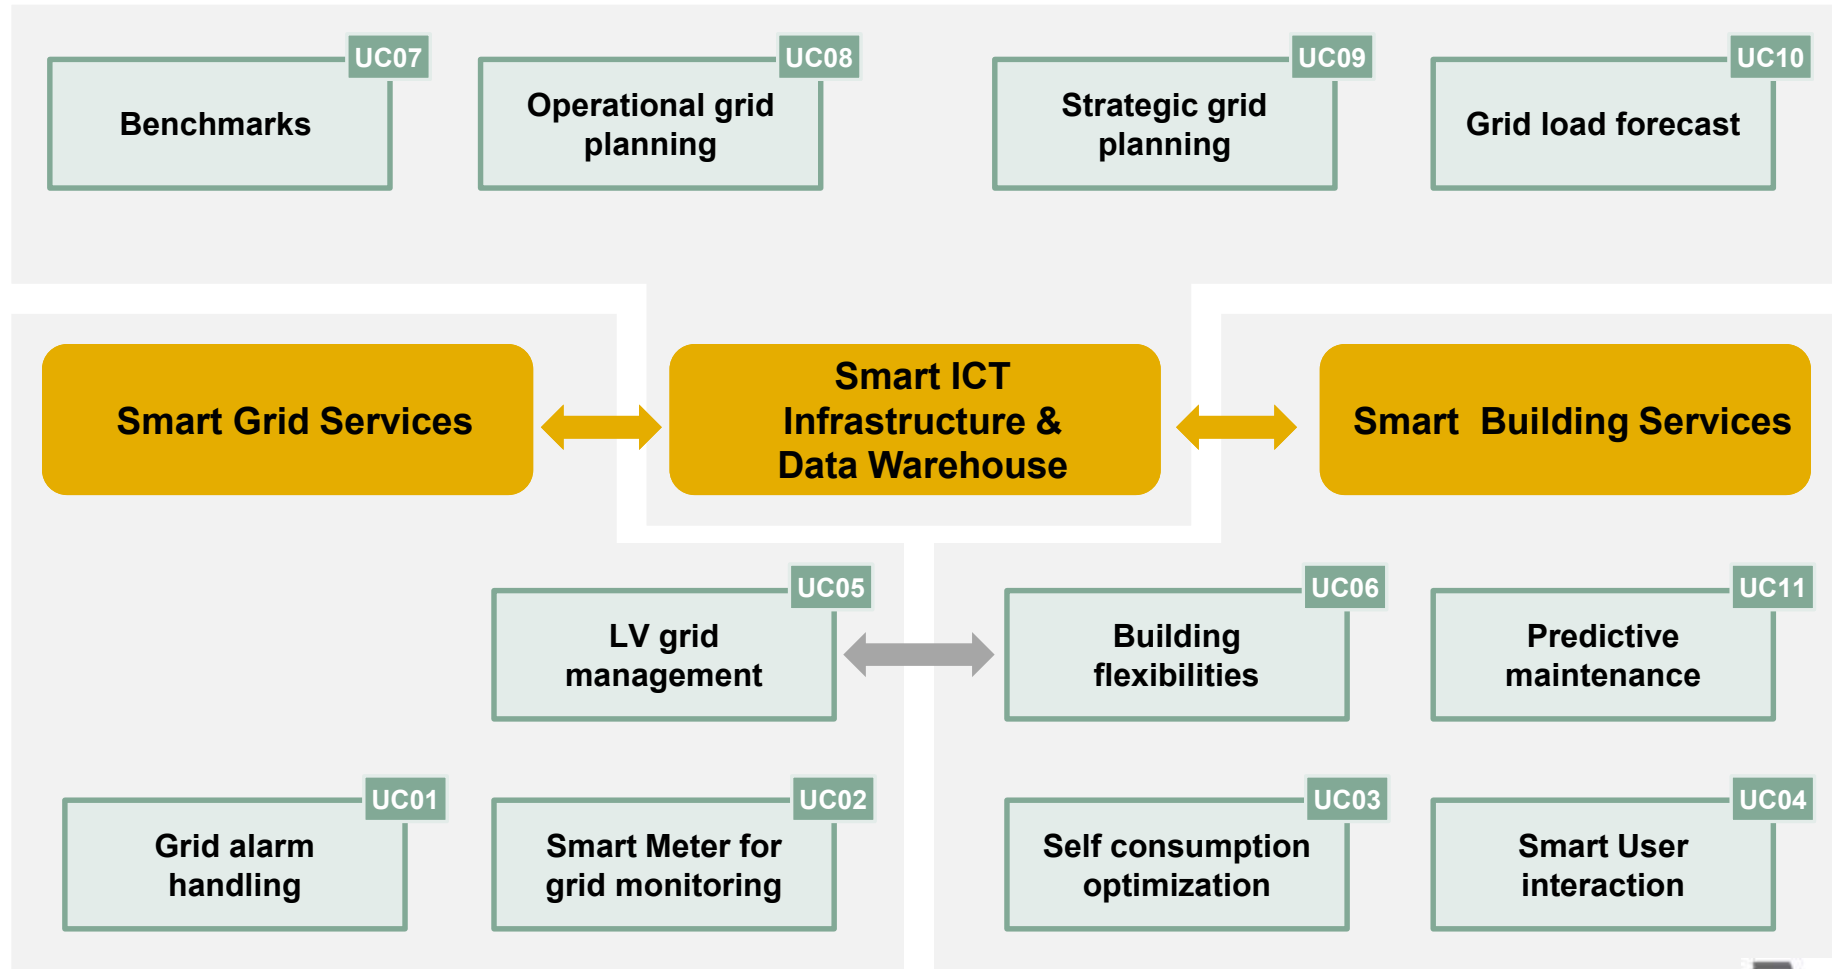 UC07
Benchmarks
UC08
Operational grid
planning
UC09
Strategic grid
planning
UC10
Grid load forecast
Smart Grid Services
Smart ICT
Infrastructure &
Data Warehouse
Smart Building Services
UC05
LV grid
management
UC06
Building
flexibilities
UC11
Predictive
maintenance
UC01
Grid alarm
handling
UC02
Smart Meter for
grid monitoring
UC03
Self consumption
optimization
UC04
Smart User
interaction